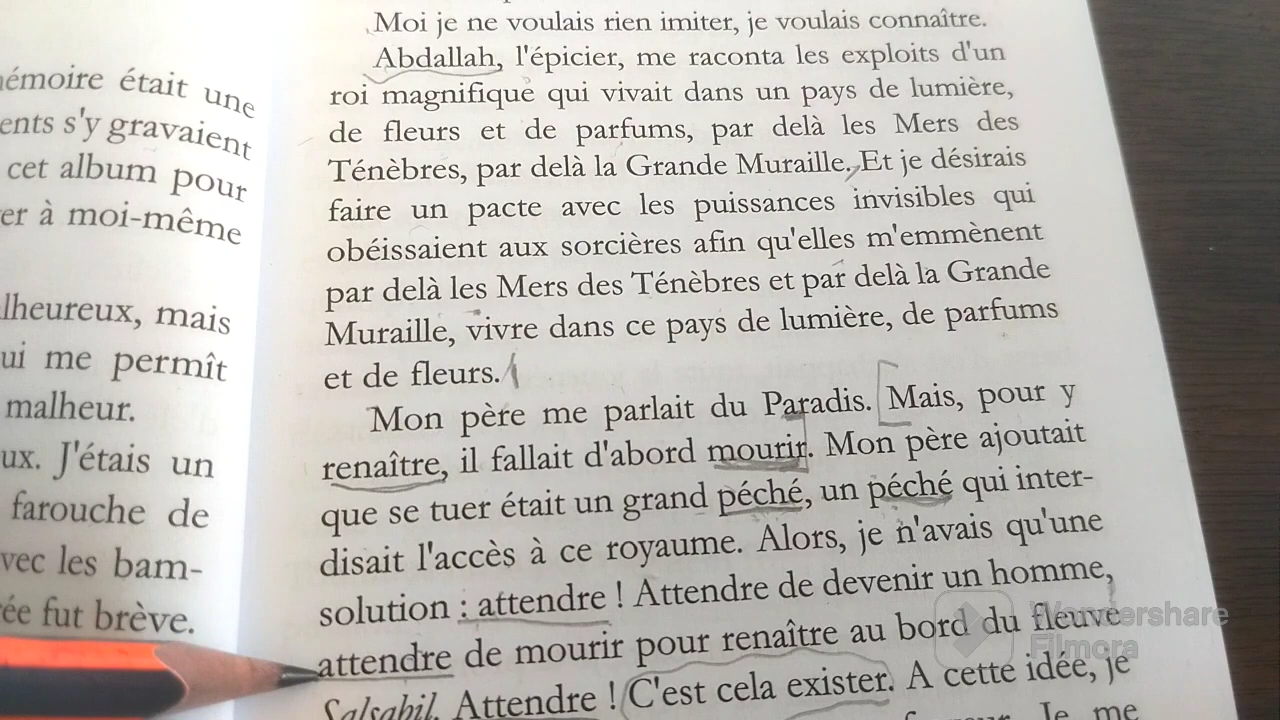 émoire était une
ents s'y gravaient
cet album pour
er à moi-même
lheureux, mais
ui me permît
malheur.
ux. J'étais un
farouche de
vec les bam-
ée fut brève.
Moi je ne voulais rien imiter, je voulais connaître.
Abdallah, l'épicier, me raconta les exploits d'un
roi magnifique qui vivait dans un pays de lumière,
de fleurs et de parfums, par delà les Mers des
Ténèbres, par delà la Grande Muraille. Et je désirais
faire un pacte avec les puissances invisibles qui
obéissaient aux sorcières afin qu'elles m'emmènent
par delà les Mers des Ténèbres et par delà la Grande
Muraille, vivre dans ce pays de lumière, de parfums
et de fleurs.
Mon père me parlait du Paradis. Mais, pour y
renaître, il fallait d'abord mourir. Mon père ajoutait
que se tuer était un grand péché, un péché qui inter-
disait l'accès à ce royaume. Alors, je n'avais qu'une
solution : attendre ! Attendre de devenir un homme,
attendre de mourir pour renaître au bord du fleuve
Salsabil. Attendre ! C'est cela exister. A cette idée, je
Je me
Wondershare
Filmora